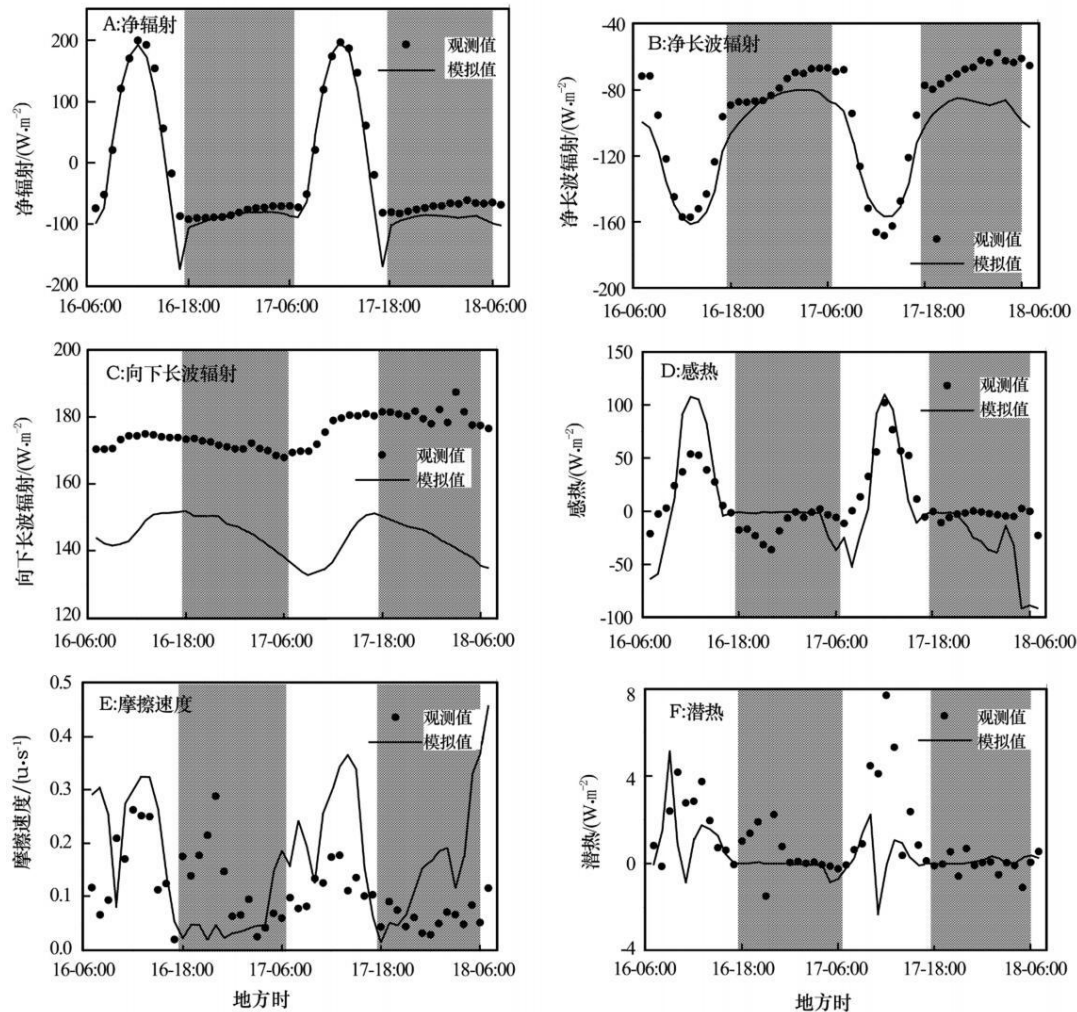 A:净辐射
观测值
模拟值
净辐射/(W·m⁻²)
200
100
0
-100
-200
16-06:00 16-18:00 17-06:00 17-18:00 18-06:00
B:净长波辐射
观测值
模拟值
净长波辐射/(W·m⁻²)
-40
-80
-120
-160
-200
16-06:00 16-18:00 17-06:00 17-18:00 18-06:00
C:向下长波辐射
观测值
模拟值
向下长波辐射/(W·m⁻²)
200
180
160
140
120
16-06:00 16-18:00 17-06:00 17-18:00 18-06:00
D:感热
观测值
模拟值
感热/(W·m⁻²)
150
100
50
0
-50
-100
16-06:00 16-18:00 17-06:00 17-18:00 18-06:00
E:摩擦速度
观测值
模拟值
摩擦速度/(u·s⁻¹)
0.5
0.4
0.3
0.2
0.1
0.0
16-06:00 16-18:00 17-06:00 17-18:00 18-06:00
地方时
F:潜热
观测值
模拟值
潜热/(W·m⁻²)
8
4
0
-4
16-06:00 16-18:00 17-06:00 17-18:00 18-06:00
地方时